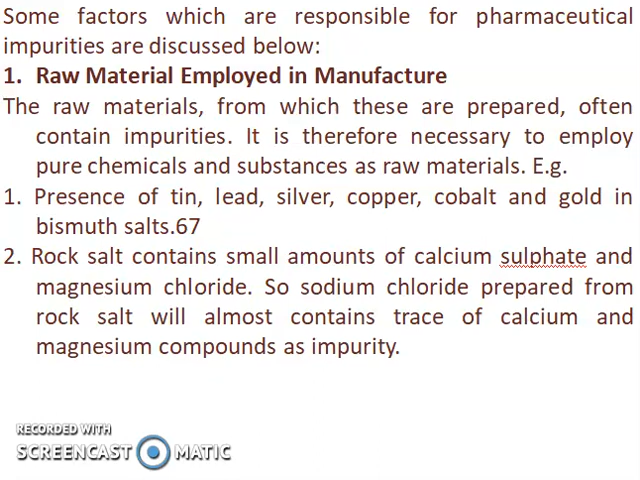 Some factors which are responsible for pharmaceutical
impurities are discussed below:
1. Raw Material Employed in Manufacture
The raw materials, from which these are prepared, often
contain impurities. It is therefore necessary to employ
pure chemicals and substances as raw materials. E.g.
1. Presence of tin, lead, silver, copper, cobalt and gold in
bismuth salts.67
2. Rock salt contains small amounts of calcium sulphate and
magnesium chloride. So sodium chloride prepared from
rock salt will almost contains trace of calcium and
magnesium compounds as impurity.
RECORDED WITH
SCREENCAST MATIC